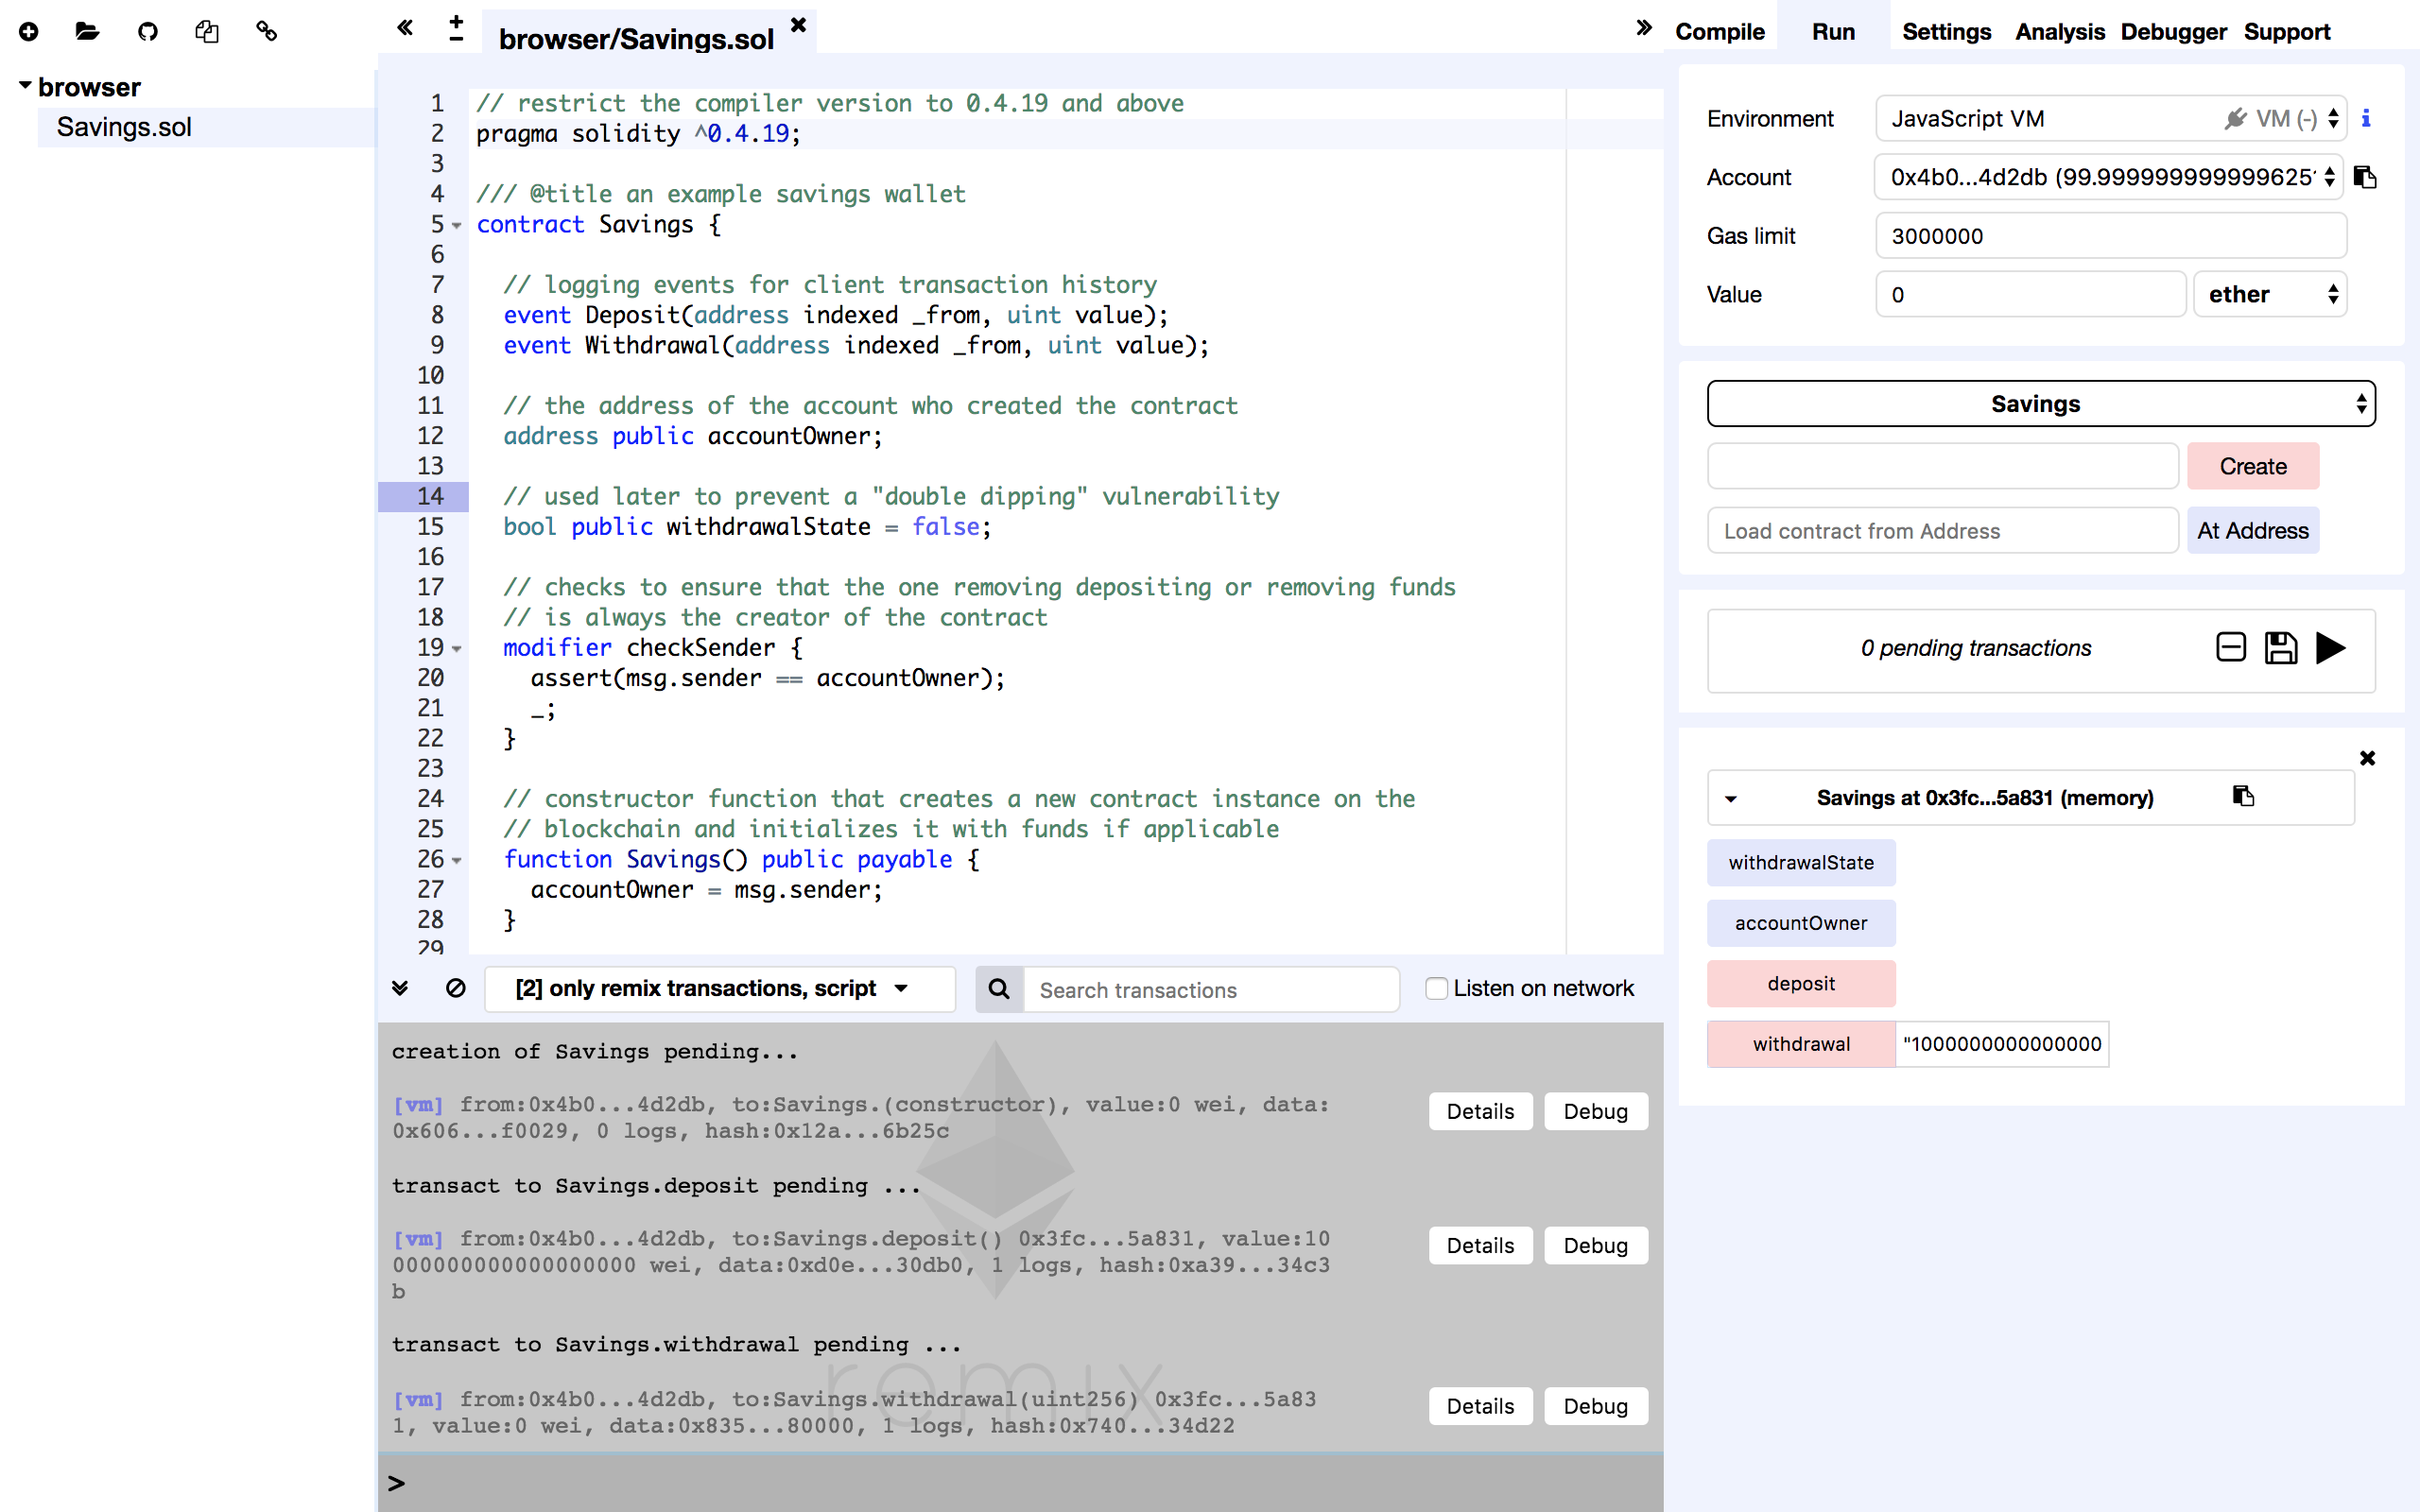 browser
Savings.sol
browser/Savings.sol
1 // restrict the compiler version to 0.4.19 and above
2 pragma solidity ^0.4.19;
3
4 /// @title an example savings wallet
5 contract Savings {
6
7 // logging events for client transaction history
8 event Deposit(address indexed _from, uint value);
9 event Withdrawal(address indexed _from, uint value);
10
11 // the address of the account who created the contract
12 address public accountOwner;
13
14 // used later to prevent a "double dipping" vulnerability
15 bool public withdrawalState = false;
16
17 // checks to ensure that the one removing depositing or removing funds
18 // is always the creator of the contract
19 modifier checkSender {
20 assert(msg.sender == accountOwner);
21 _;
22 }
23
24 // constructor function that creates a new contract instance on the
25 // blockchain and initializes it with funds if applicable
26 function Savings() public payable {
27 accountOwner = msg.sender;
28 }
29
[2] only remix transactions, script
Search transactions
Listen on network
creation of Savings pending...
[vm] from:0x4b0...4d2db, to:Savings.(constructor), value:0 wei, data:
0x606...f0029, 0 logs, hash:0x12a...6b25c
Details Debug
transact to Savings.deposit pending ...
[vm] from:0x4b0...4d2db, to:Savings.deposit() 0x3fc...5a831, value:10
000000000000000000 wei, data:0xd0e...30db0, 1 logs, hash:0xa39...34c3
b
Details Debug
transact to Savings.withdrawal pending ...
remix
[vm] from:0x4b0...4d2db, to:Savings.withdrawal(uint256) 0x3fc...5a83
1, value:0 wei, data:0x835...80000, 1 logs, hash:0x740...34d22
Details Debug
>
Compile Run Settings Analysis Debugger Support
Environment JavaScript VM VM (-)
Account 0x4b0...4d2db (99.999999999999625
Gas limit 3000000
Value 0 ether
Savings
Create
Load contract from Address At Address
0 pending transactions
Savings at 0x3fc...5a831 (memory)
withdrawalState
accountOwner
deposit
withdrawal "1000000000000000